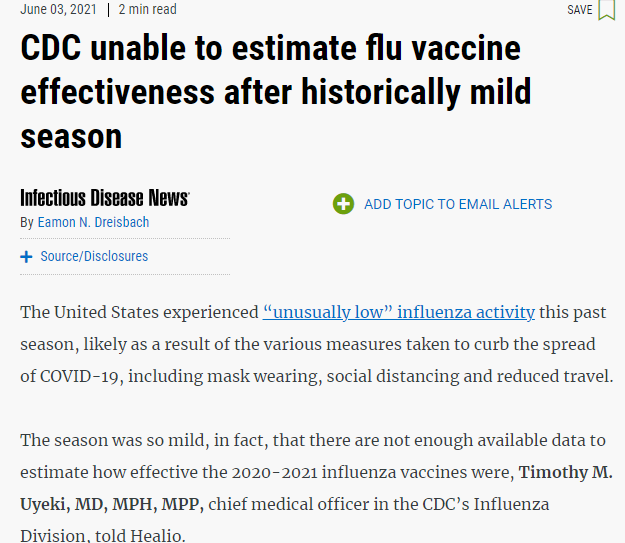 June 03, 2021 | 2 min read
SAVE
CDC unable to estimate flu vaccine
effectiveness after historically mild
season
Infectious Disease News
ADD TOPIC TO EMAIL ALERTS
By Eamon N. Dreisbach
Source/Disclosures
The United States experienced “unusually low” influenza activity this past
season, likely as a result of the various measures taken to curb the spread
of COVID-19, including mask wearing, social distancing and reduced travel.
The season was so mild, in fact, that there are not enough available data to
estimate how effective the 2020-2021 influenza vaccines were, Timothy M.
Uyeki, MD, MPH, MPP, chief medical officer in the CDC’s Influenza
Division, told Healio.